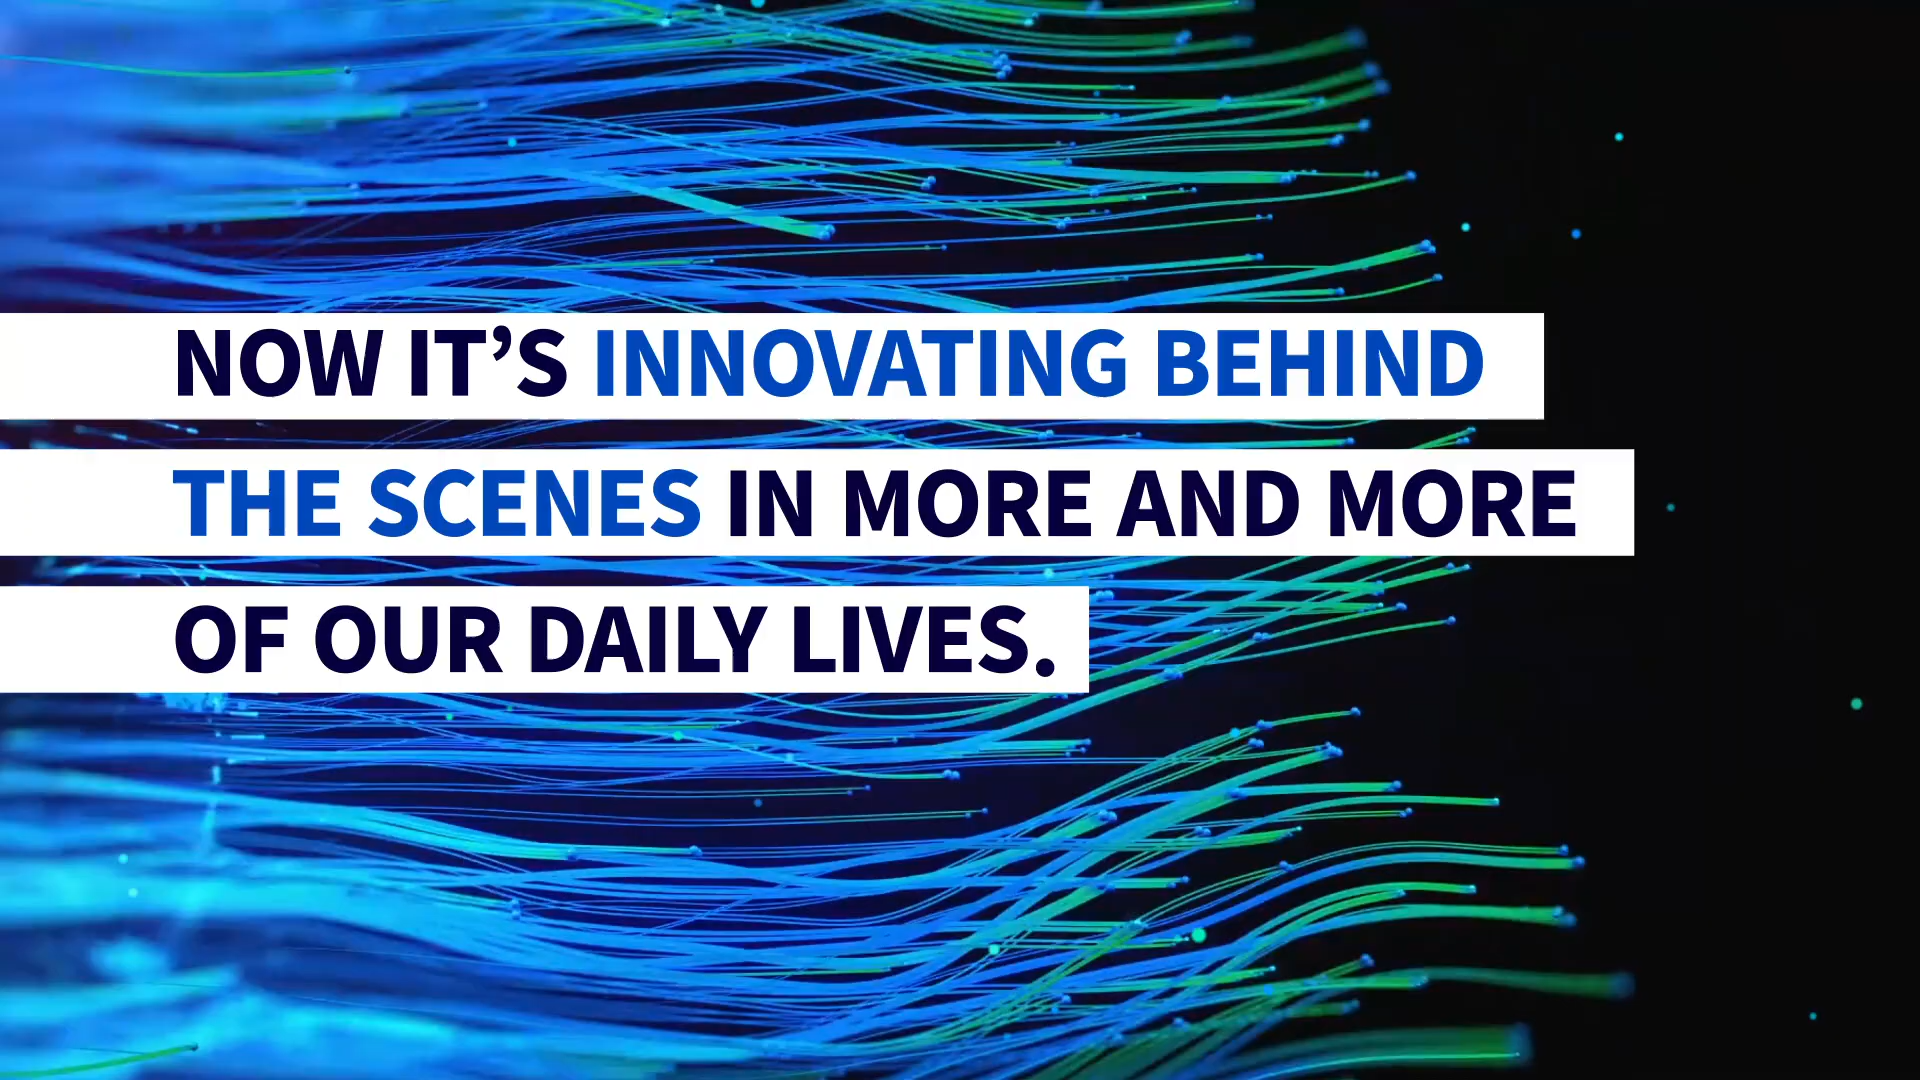 NOW IT’S INNOVATING BEHIND
THE SCENES IN MORE AND MORE
OF OUR DAILY LIVES.